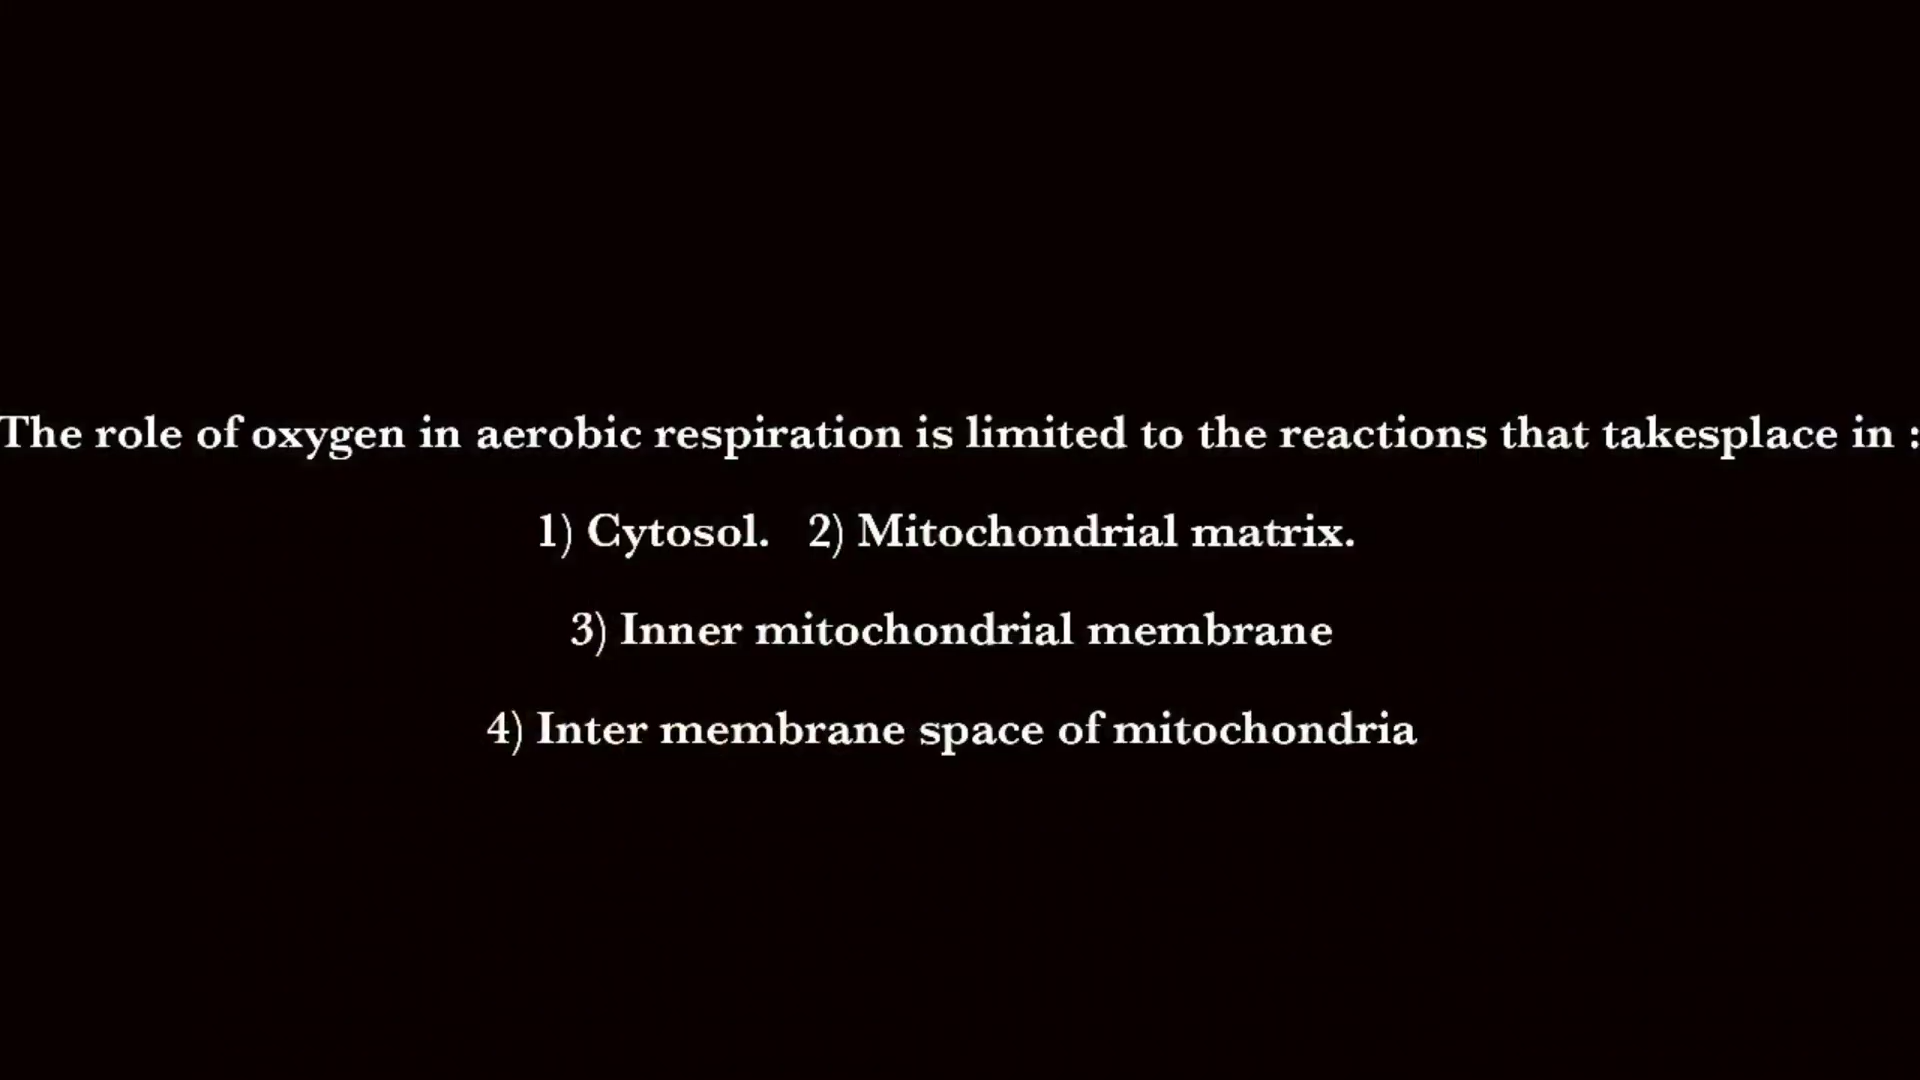 The role of oxygen in aerobic respiration is limited to the reactions that takesplace in :
1) Cytosol. 2) Mitochondrial matrix.
3) Inner mitochondrial membrane
4) Inter membrane space of mitochondria